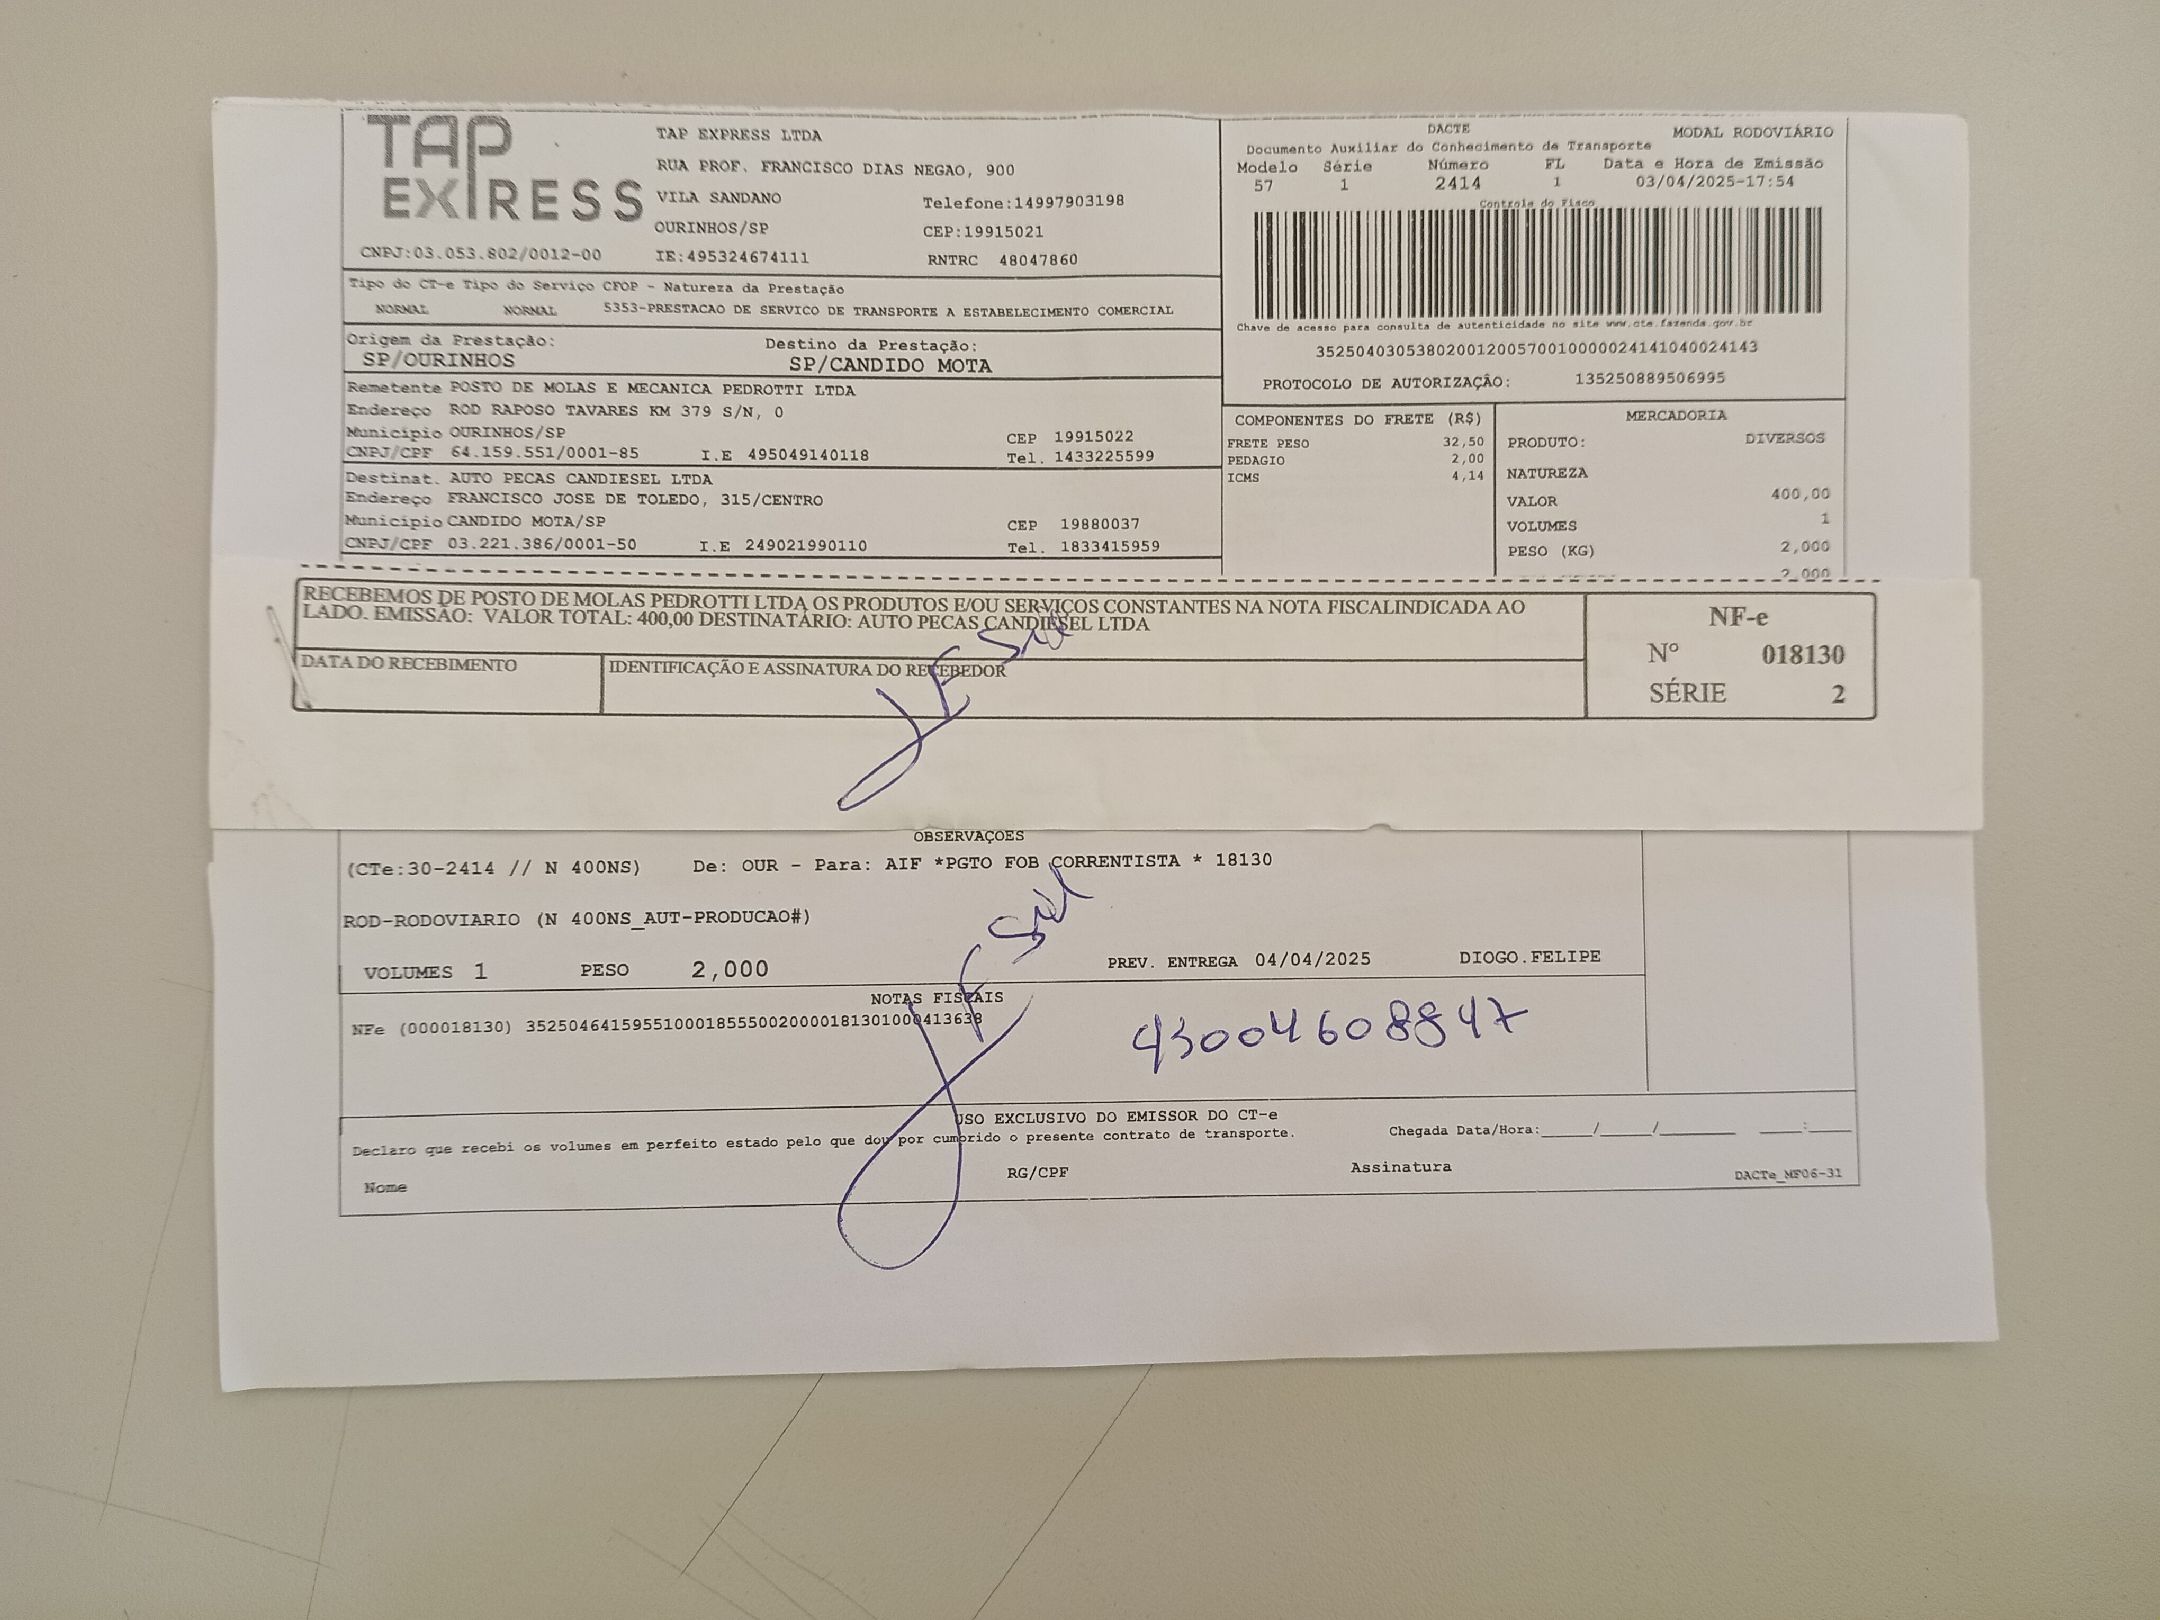 TAP EXPRESS
TAP EXPRESS LTDA
RUA PROF. FRANCISCO DIAS NEGAO, 900
VILA SANDANO
Telefone:14997903198
OURINHOS/SP
CEP:19915021
CNPJ:03.053.802/0012-00
IE:495324674111
RNTRC 48047860
DACTE
MODAL RODOVIÁRIO
Documento Auxiliar do Conhecimento de Transporte
Modelo Série Número FL Data e Hora de Emissão
57 1 2414 1 03/04/2025-17:54
Controle do Fisco
Chave de acesso para consulta de autenticidade no site www.cte.fazenda.gov.br
35250403053802001200570010000024141040024143
PROTOCOLO DE AUTORIZAÇÃO: 135250889506995
Tipo do CT-e Tipo do Serviço CFOP - Natureza da Prestação
NORMAL NORMAL 5353-PRESTACAO DE SERVICO DE TRANSPORTE A ESTABELECIMENTO COMERCIAL
Origem da Prestação: Destino da Prestação:
SP/OURINHOS SP/CANDIDO MOTA
Remetente POSTO DE MOLAS E MECANICA PEDROTTI LTDA
Endereço ROD RAPOSO TAVARES KM 379 S/N, 0
Município OURINHOS/SP CEP 19915022
CNPJ/CPF 64.159.551/0001-85 I.E 495049140118 Tel. 1433225599
Destinat. AUTO PECAS CANDIESEL LTDA
Endereço FRANCISCO JOSE DE TOLEDO, 315/CENTRO
Município CANDIDO MOTA/SP CEP 19880037
CNPJ/CPF 03.221.386/0001-50 I.E 249021990110 Tel. 1833415959
COMPONENTES DO FRETE (R$)
FRETE PESO 32,50
PEDAGIO 2,00
ICMS 4,14
MERCADORIA
PRODUTO: DIVERSOS
NATUREZA
VALOR 400,00
VOLUMES 1
PESO (KG) 2,000
2,000
RECEBEMOS DE POSTO DE MOLAS PEDROTTI LTDA OS PRODUTOS E/OU SERVIÇOS CONSTANTES NA NOTA FISCALINDICADA AO
LADO. EMISSÃO: VALOR TOTAL: 400,00 DESTINATÁRIO: AUTO PECAS CANDIESEL LTDA
DATA DO RECEBIMENTO
IDENTIFICAÇÃO E ASSINATURA DO RECEBEDOR
NF-e
Nº 018130
SÉRIE 2
OBSERVAÇOES
(CTe:30-2414 // N 400NS) De: OUR - Para: AIF *PGTO FOB CORRENTISTA * 18130
ROD-RODOVIARIO (N 400NS_AUT-PRODUCAO#)
VOLUMES 1 PESO 2,000 PREV. ENTREGA 04/04/2025 DIOGO.FELIPE
NOTAS FISCAIS
NFe (000018130) 35250464159551000185550020000181301000413638
43004608847
USO EXCLUSIVO DO EMISSOR DO CT-e
Declaro que recebi os volumes em perfeito estado pelo que dou por cumprido o presente contrato de transporte.
Chegada Data/Hora:_____/_____/_______ ____:____
Nome RG/CPF Assinatura
DACTe_MF06-31